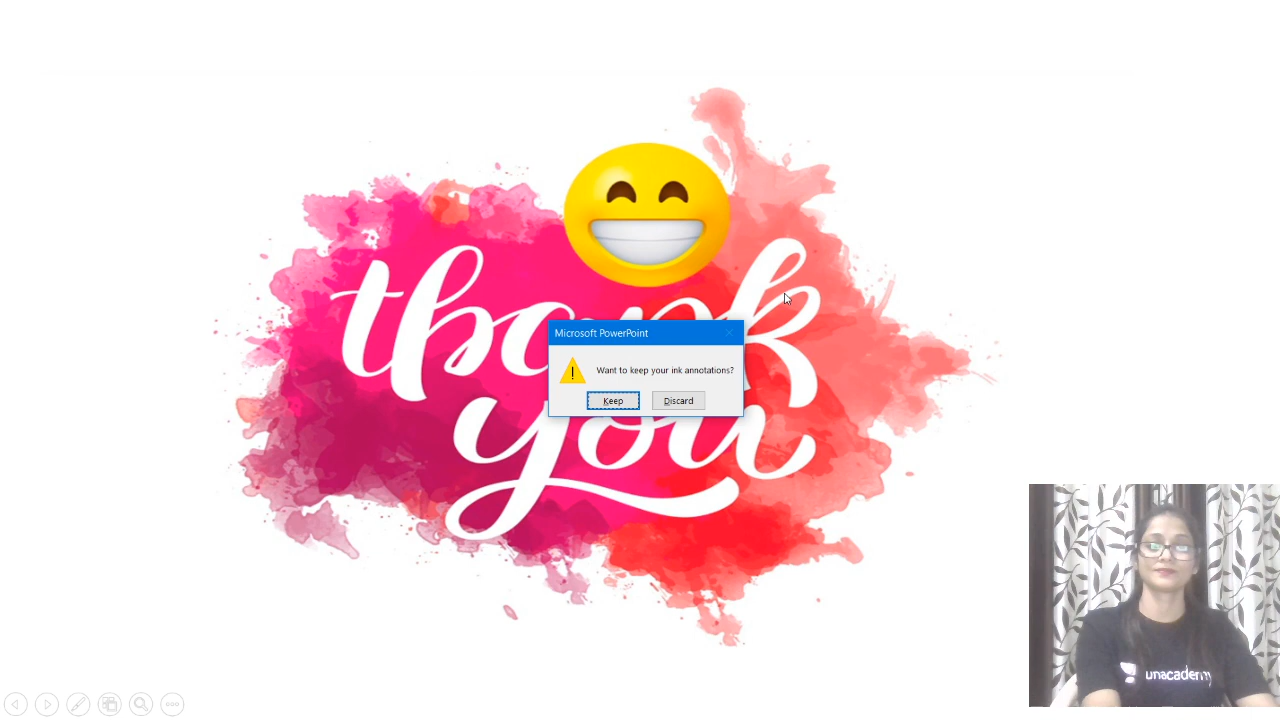 thank
you
Microsoft PowerPoint
Want to keep your ink annotations?
Keep
Discard
unacademy